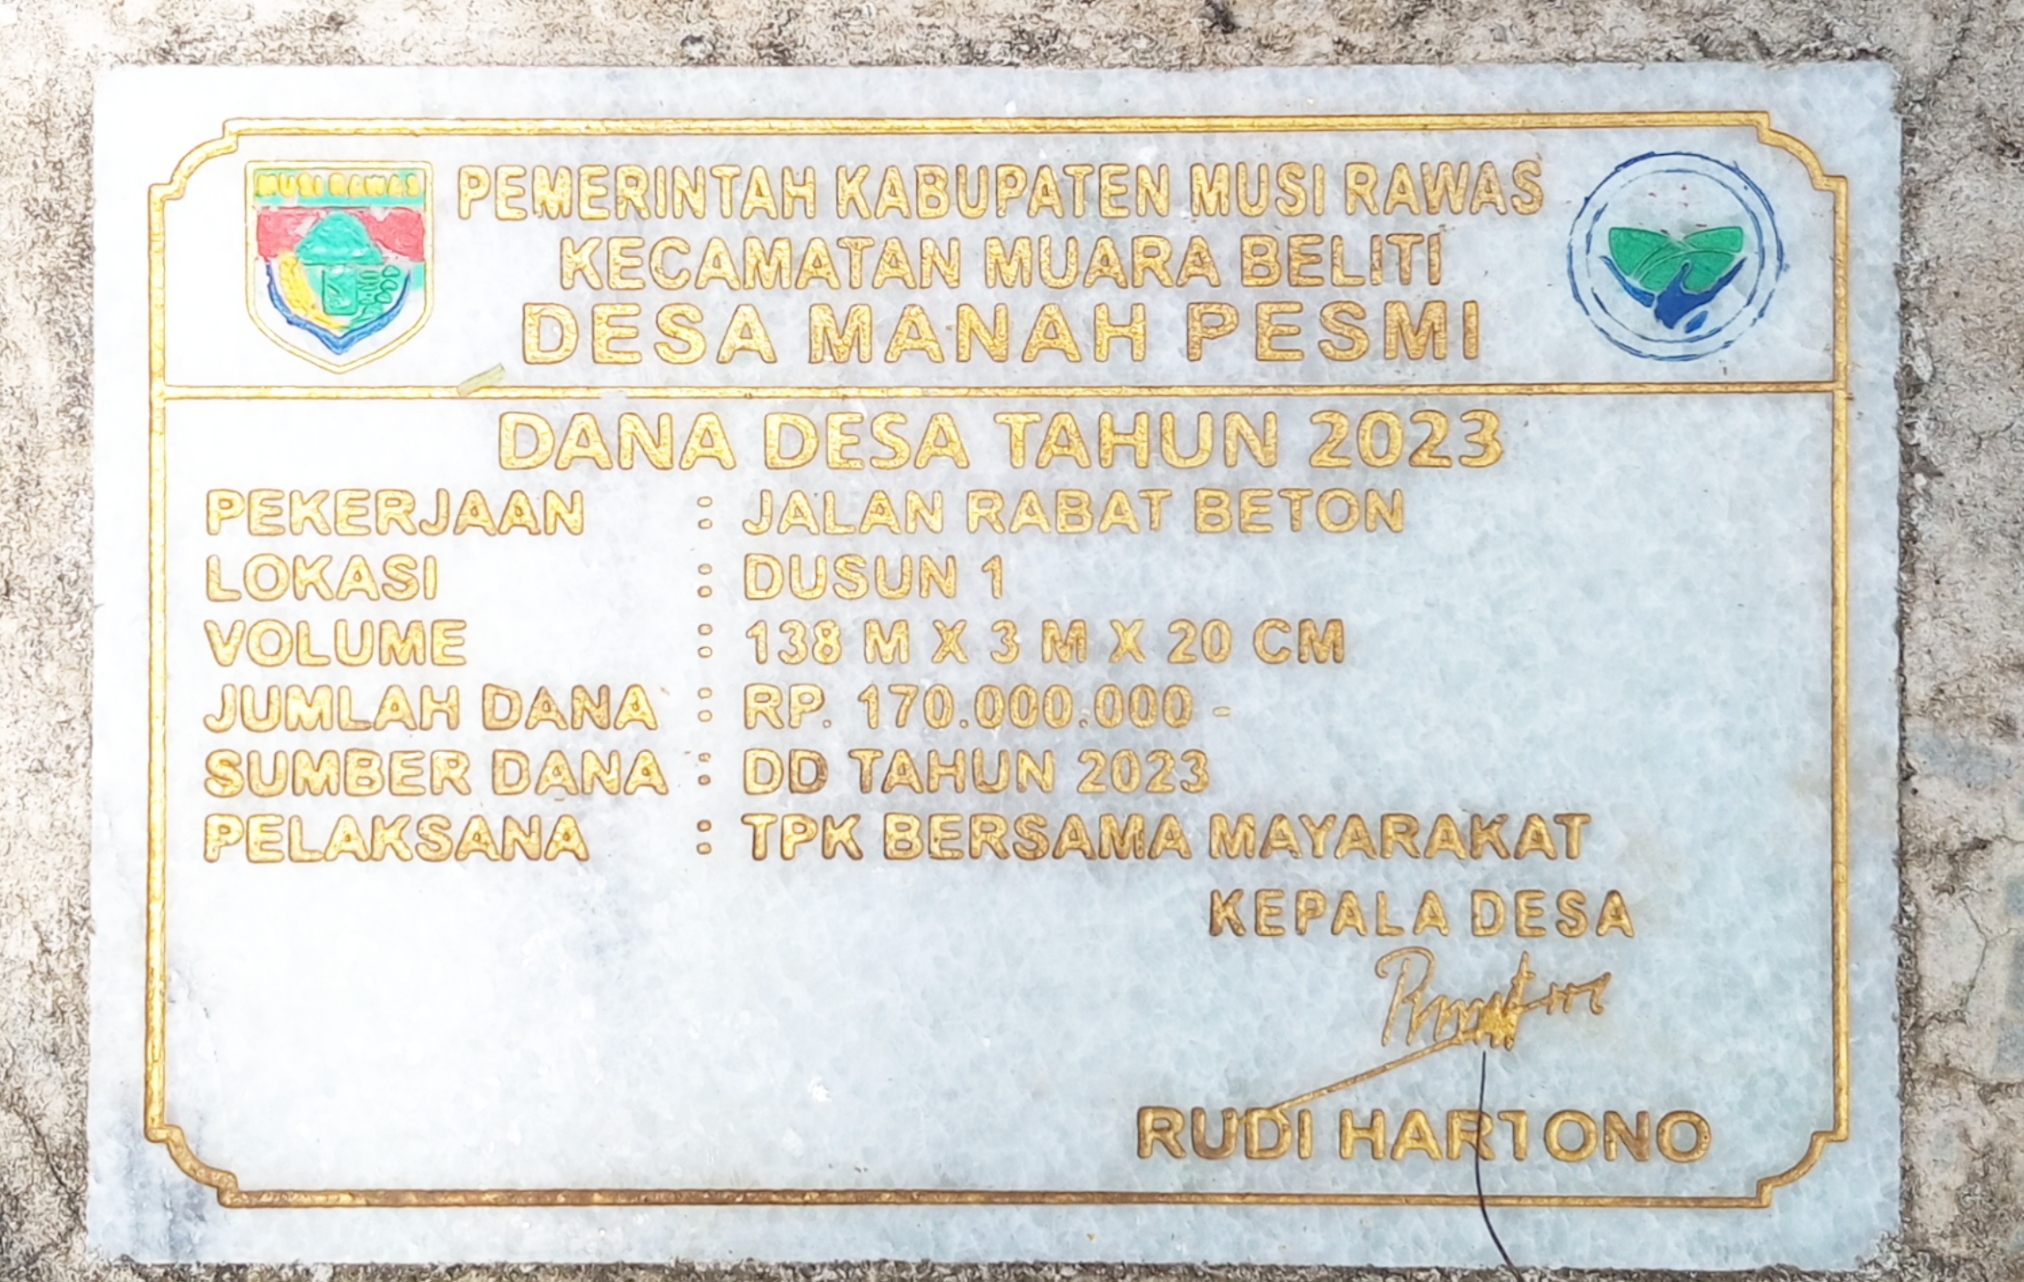 MUSI RAWAS
PEMERINTAH KABUPATEN MUSI RAWAS
KECAMATAN MUARA BELITI
DESA MANAH PESMI
DANA DESA TAHUN 2023
PEKERJAAN : JALAN RABAT BETON
LOKASI : DUSUN 1
VOLUME : 138 M X 3 M X 20 CM
JUMLAH DANA : RP. 170.000.000 -
SUMBER DANA : DD TAHUN 2023
PELAKSANA : TPK BERSAMA MAYARAKAT
KEPALA DESA
RUDI HARTONO